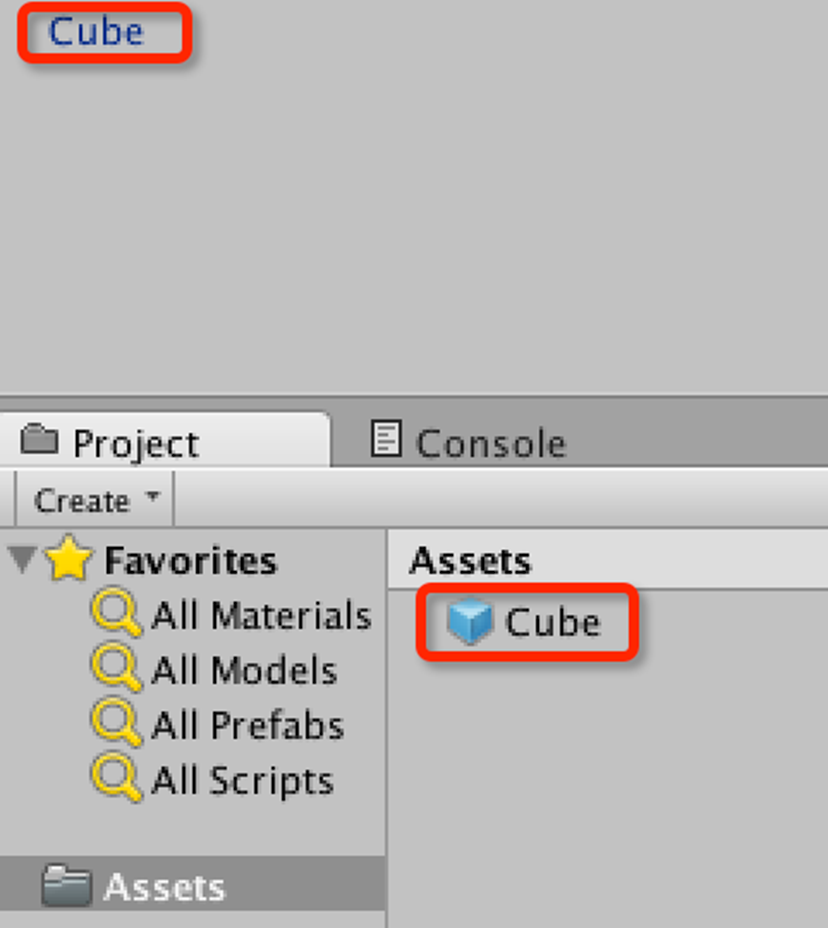 Cube
Project
Console
Create
Favorites
All Materials
All Models
All Prefabs
All Scripts
Assets
Assets
Cube